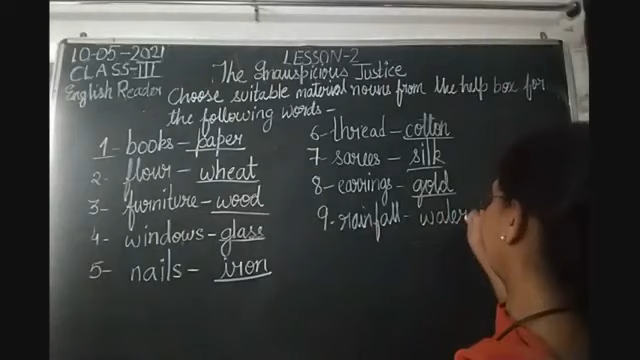 10-05-2021
CLASS-III
English Reader
LESSON-2
The Inauspicious Justice
Choose suitable material nouns from the help box for
the following words-
1- books- paper
2- flour - wheat
3- furniture- wood
4- windows- glass
5- nails- iron
6- thread- cotton
7- sarees- silk
8- earrings- gold
9- rainfall- water